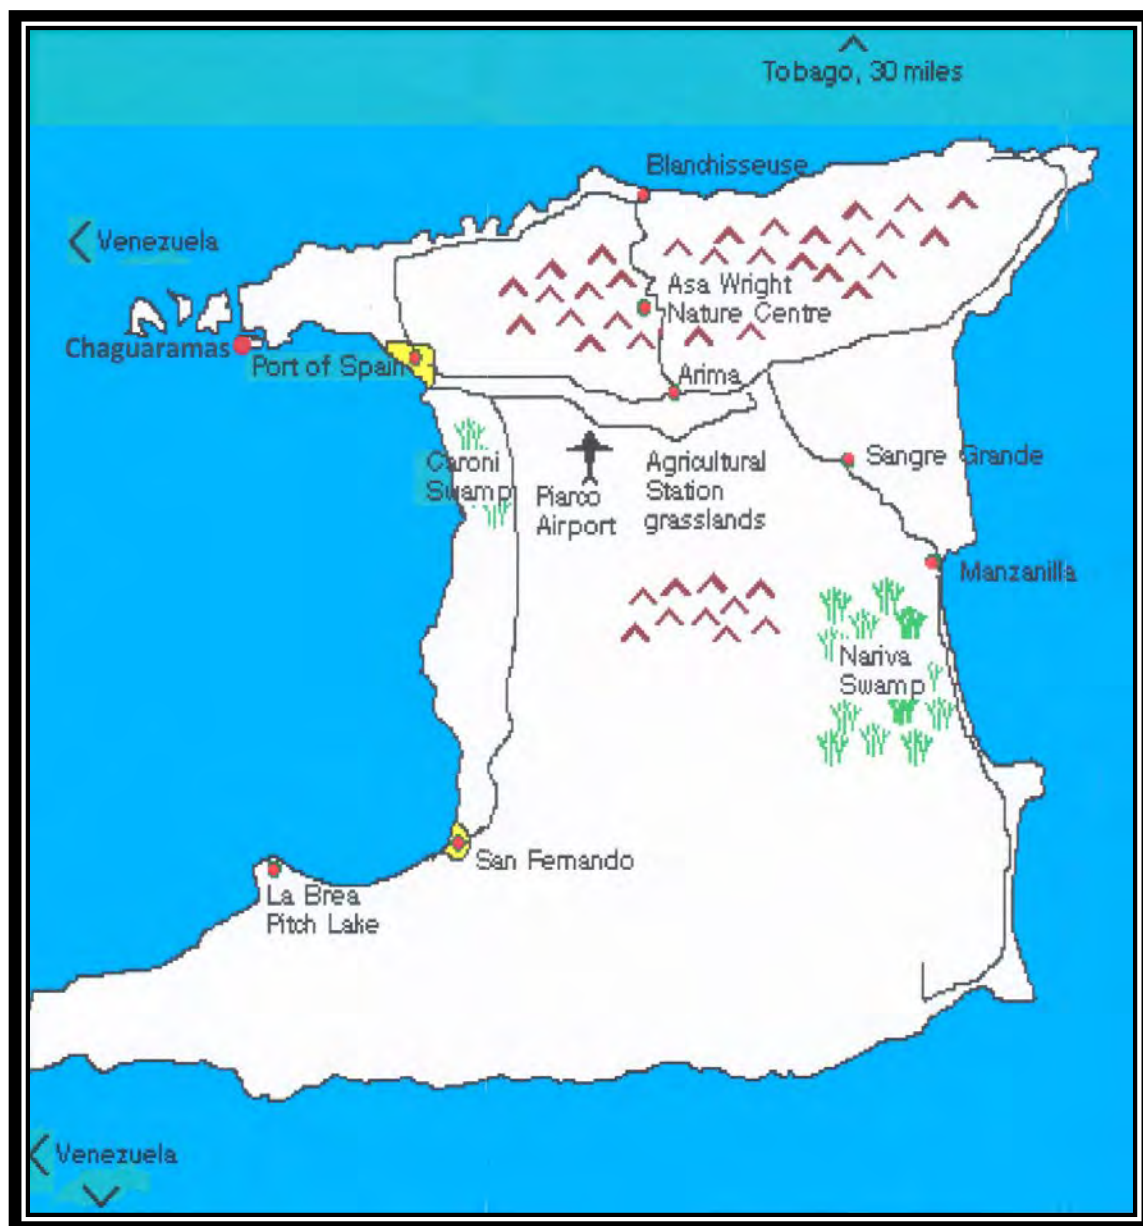 Tobago, 30 miles
Blanchisseuse
Venezuela
Asa Wright
Nature Centre
Chaguaramas
Port of Spain
Arima
Caroni
Swamp
Piarco
Airport
Agricultural
Station
grasslands
Sangre Grande
Manzanilla
Nariva
Swamp
San Fernando
La Brea
Pitch Lake
Venezuela